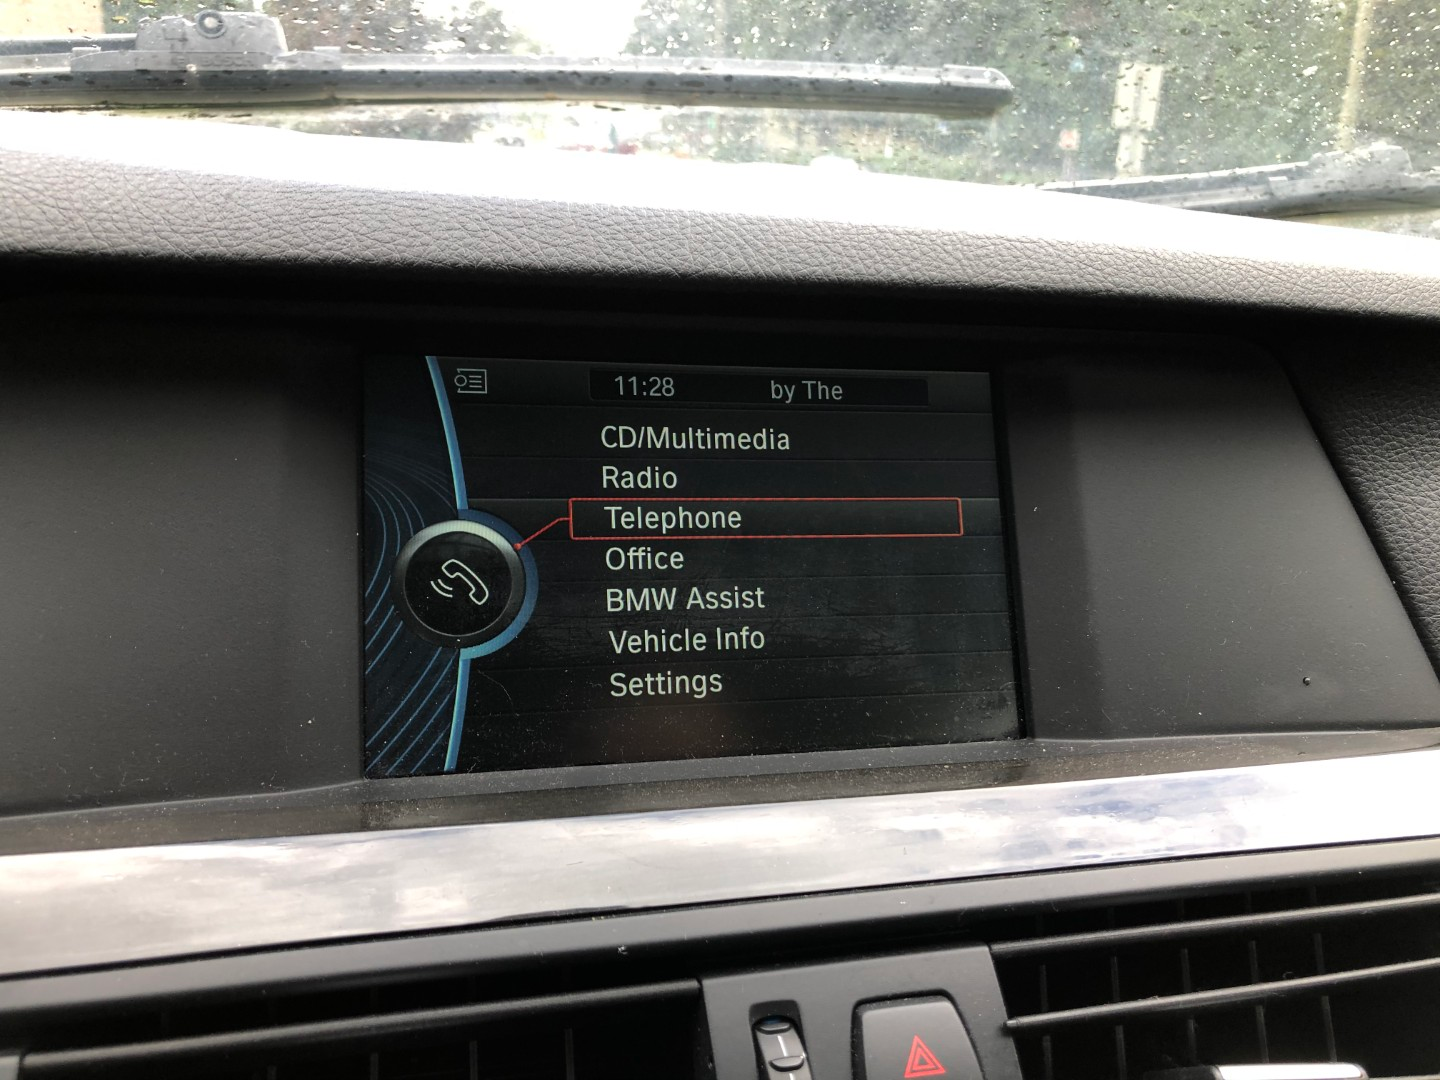 11:28 by The
CD/Multimedia
Radio
Telephone
Office
BMW Assist
Vehicle Info
Settings